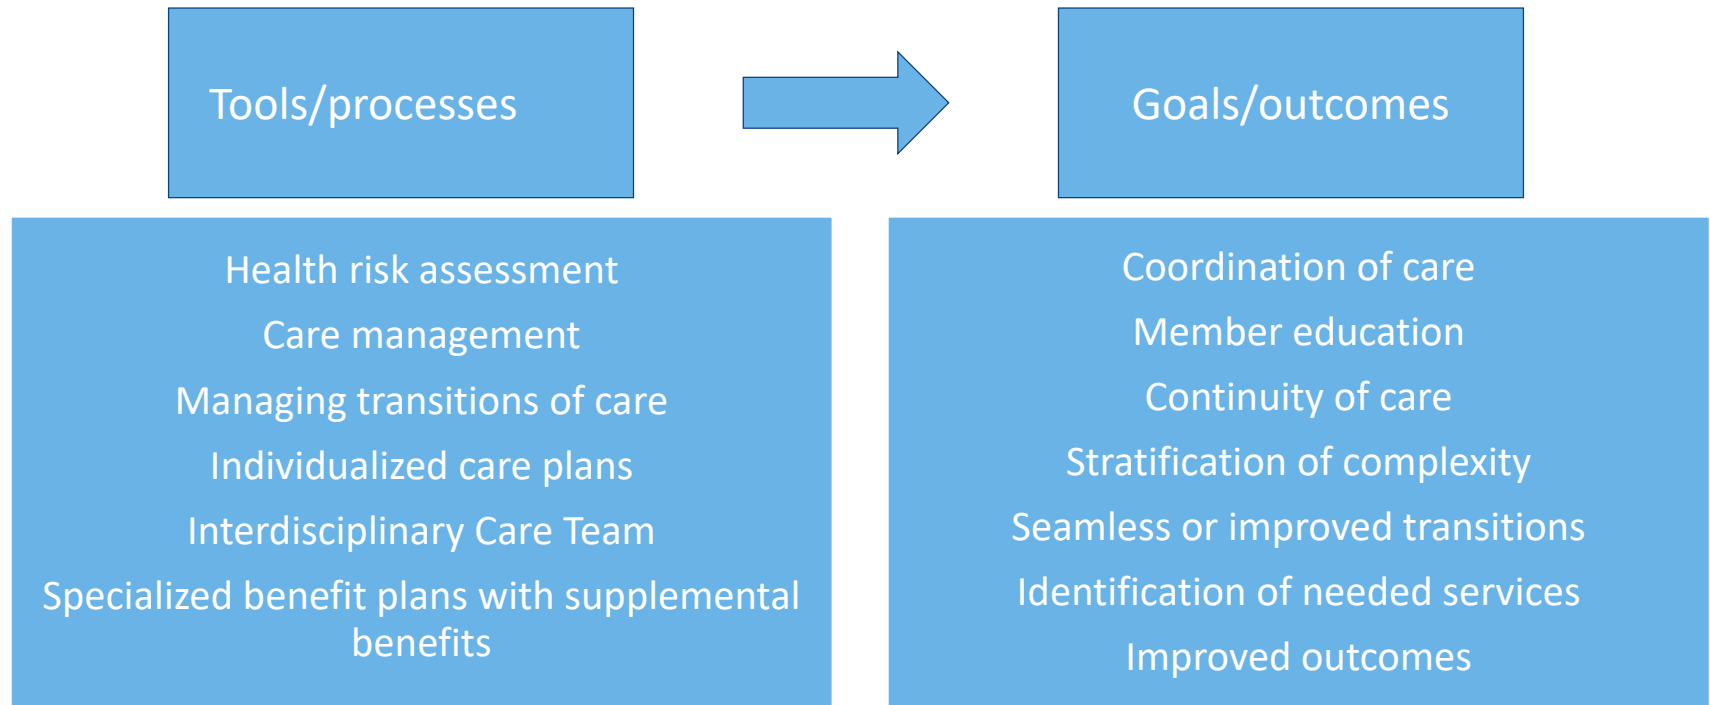 Tools/processes
Goals/outcomes
Health risk assessment
Care management
Managing transitions of care
Individualized care plans
Interdisciplinary Care Team
Specialized benefit plans with supplemental
benefits
Coordination of care
Member education
Continuity of care
Stratification of complexity
Seamless or improved transitions
Identification of needed services
Improved outcomes